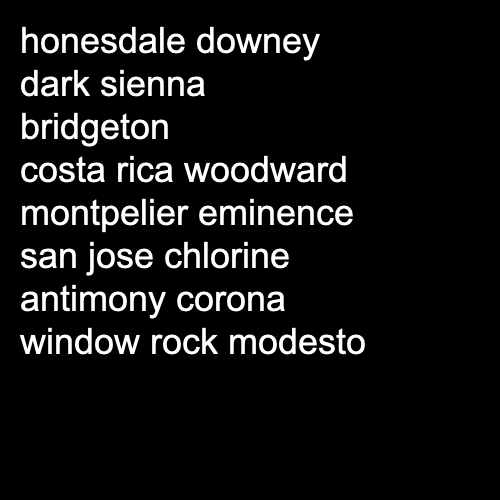 honesdale downey
dark sienna
bridgeton
costa rica woodward
montpelier eminence
san jose chlorine
antimony corona
window rock modesto